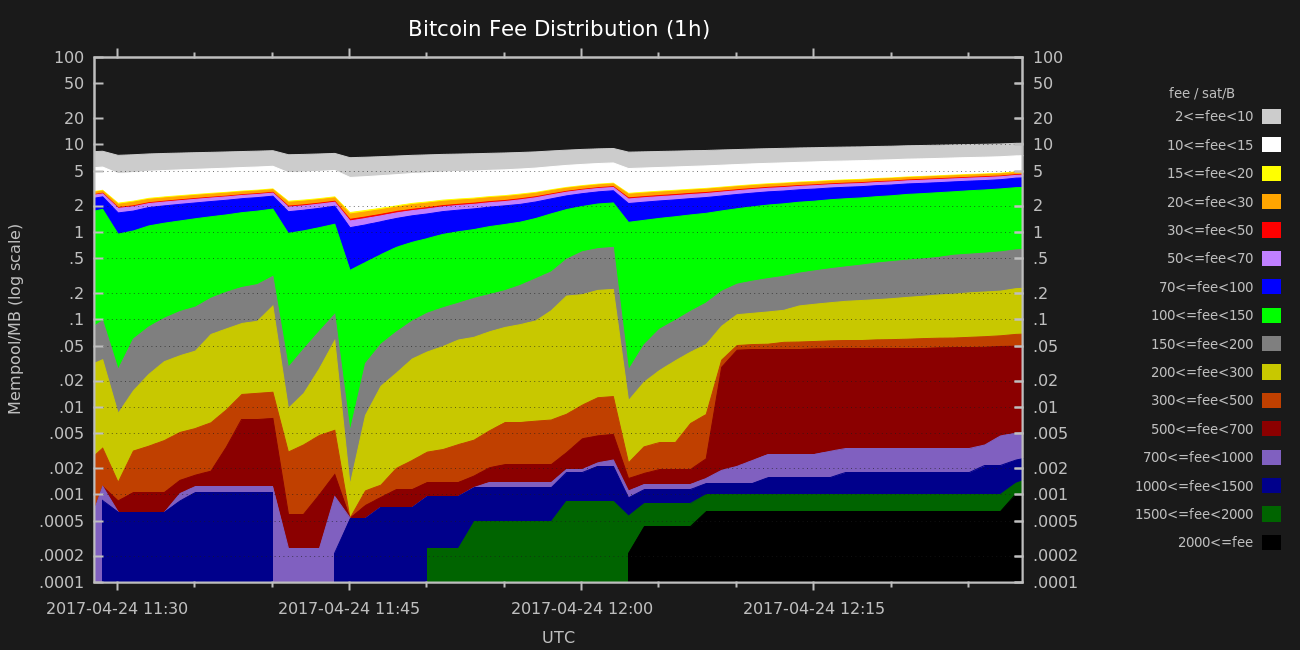 Bitcoin Fee Distribution (1h)
Mempool/MB (log scale)
100
50
20
10
5
2
1
.5
.2
.1
.05
.02
.01
.005
.002
.001
.0005
.0002
.0001
100
50
20
10
5
2
1
.5
.2
.1
.05
.02
.01
.005
.002
.001
.0005
.0002
.0001
2017-04-24 11:30 2017-04-24 11:45 2017-04-24 12:00 2017-04-24 12:15
UTC
fee / sat/B
2<=fee<10
10<=fee<15
15<=fee<20
20<=fee<30
30<=fee<50
50<=fee<70
70<=fee<100
100<=fee<150
150<=fee<200
200<=fee<300
300<=fee<500
500<=fee<700
700<=fee<1000
1000<=fee<1500
1500<=fee<2000
2000<=fee